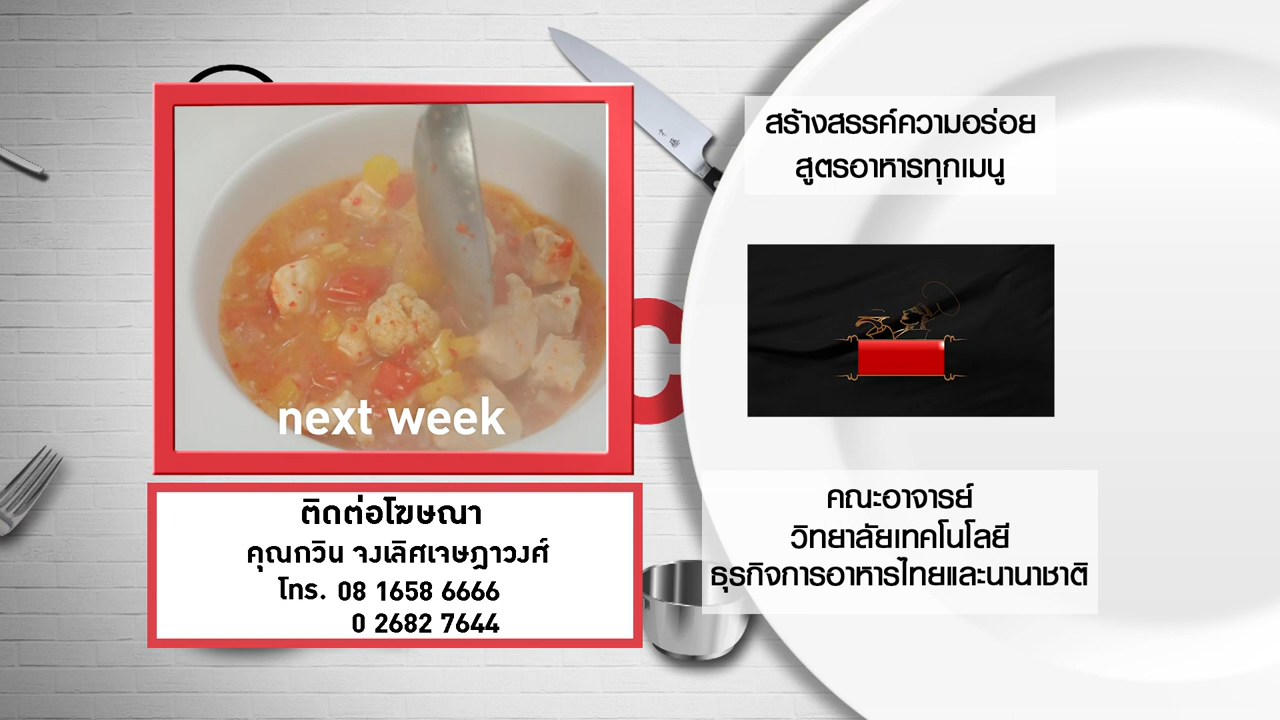 next week
ติดต่อโฆษณา
คุณกวิน จงเลิศเจษฎาวงศ์
โทร. 08 1658 6666
0 2682 7644
สร้างสรรค์ความอร่อย
สูตรอาหารทุกเมนู
คณะอาจารย์
วิทยาลัยเทคโนโลยี
ธุรกิจการอาหารไทยและนานาชาติ